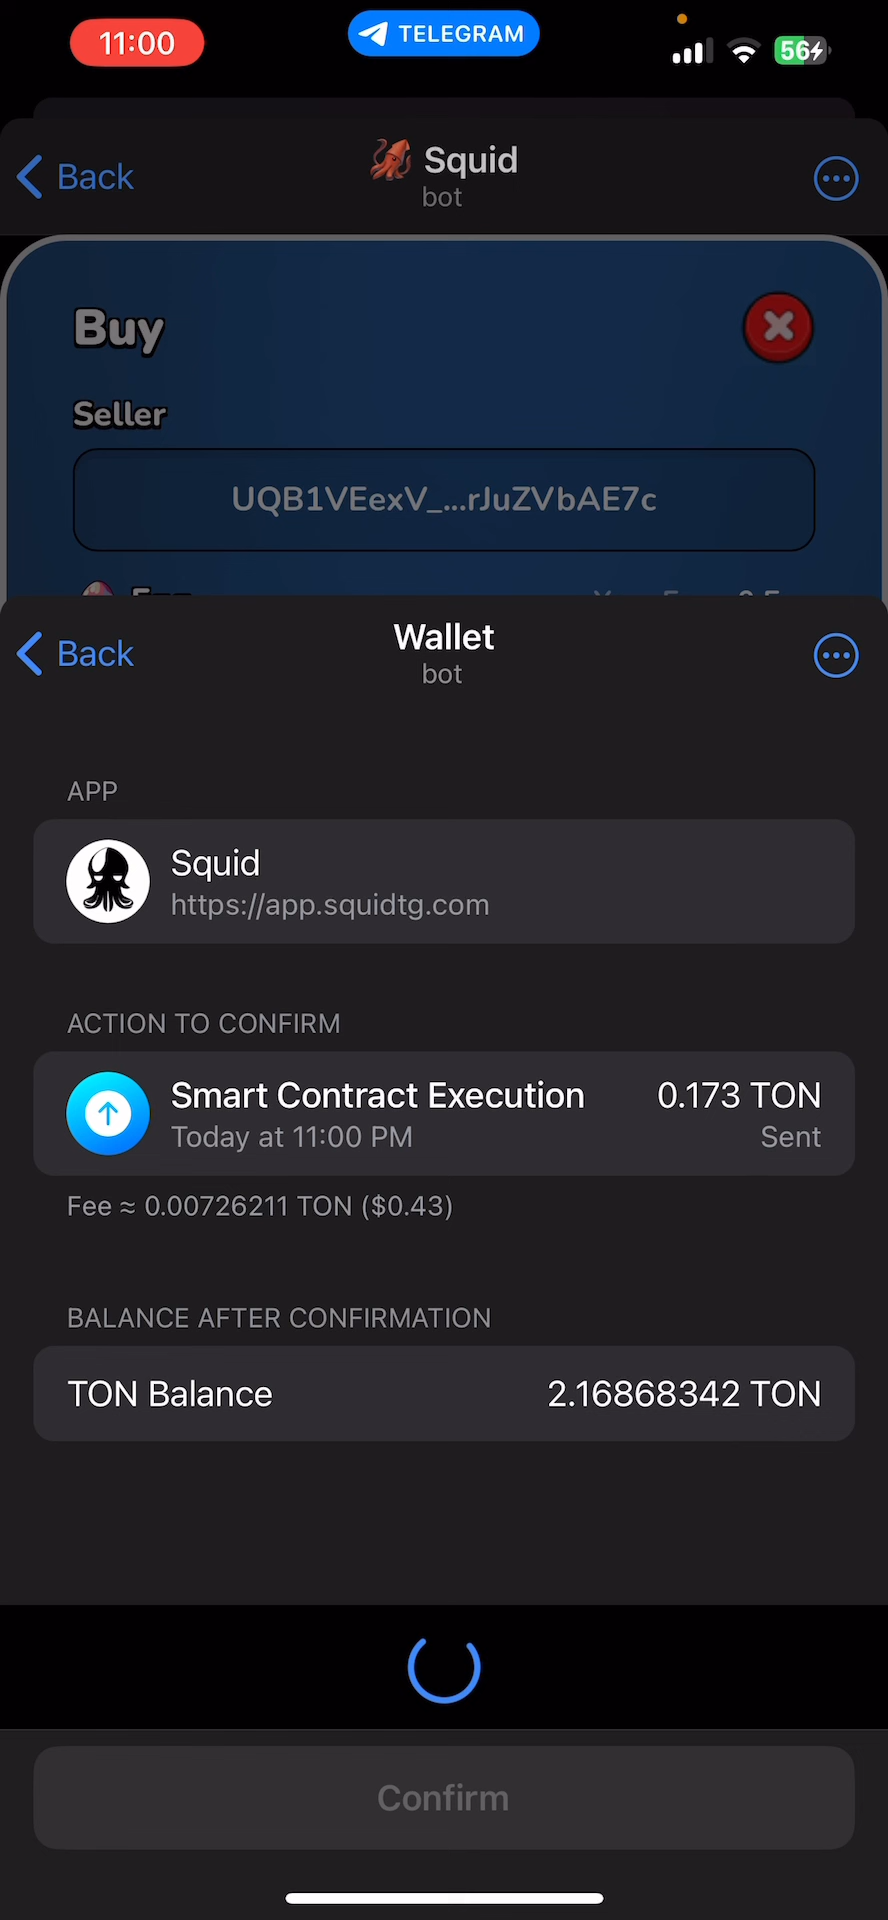 11:00
TELEGRAM
56
Back
Squid
bot
Buy
Seller
UQB1VEexV_...rJuZVbAE7c
Back
Wallet
bot
APP
Squid
https://app.squidtg.com
ACTION TO CONFIRM
Smart Contract Execution
0.173 TON
Today at 11:00 PM
Sent
Fee ≈ 0.00726211 TON ($0.43)
BALANCE AFTER CONFIRMATION
TON Balance
2.16868342 TON
Confirm